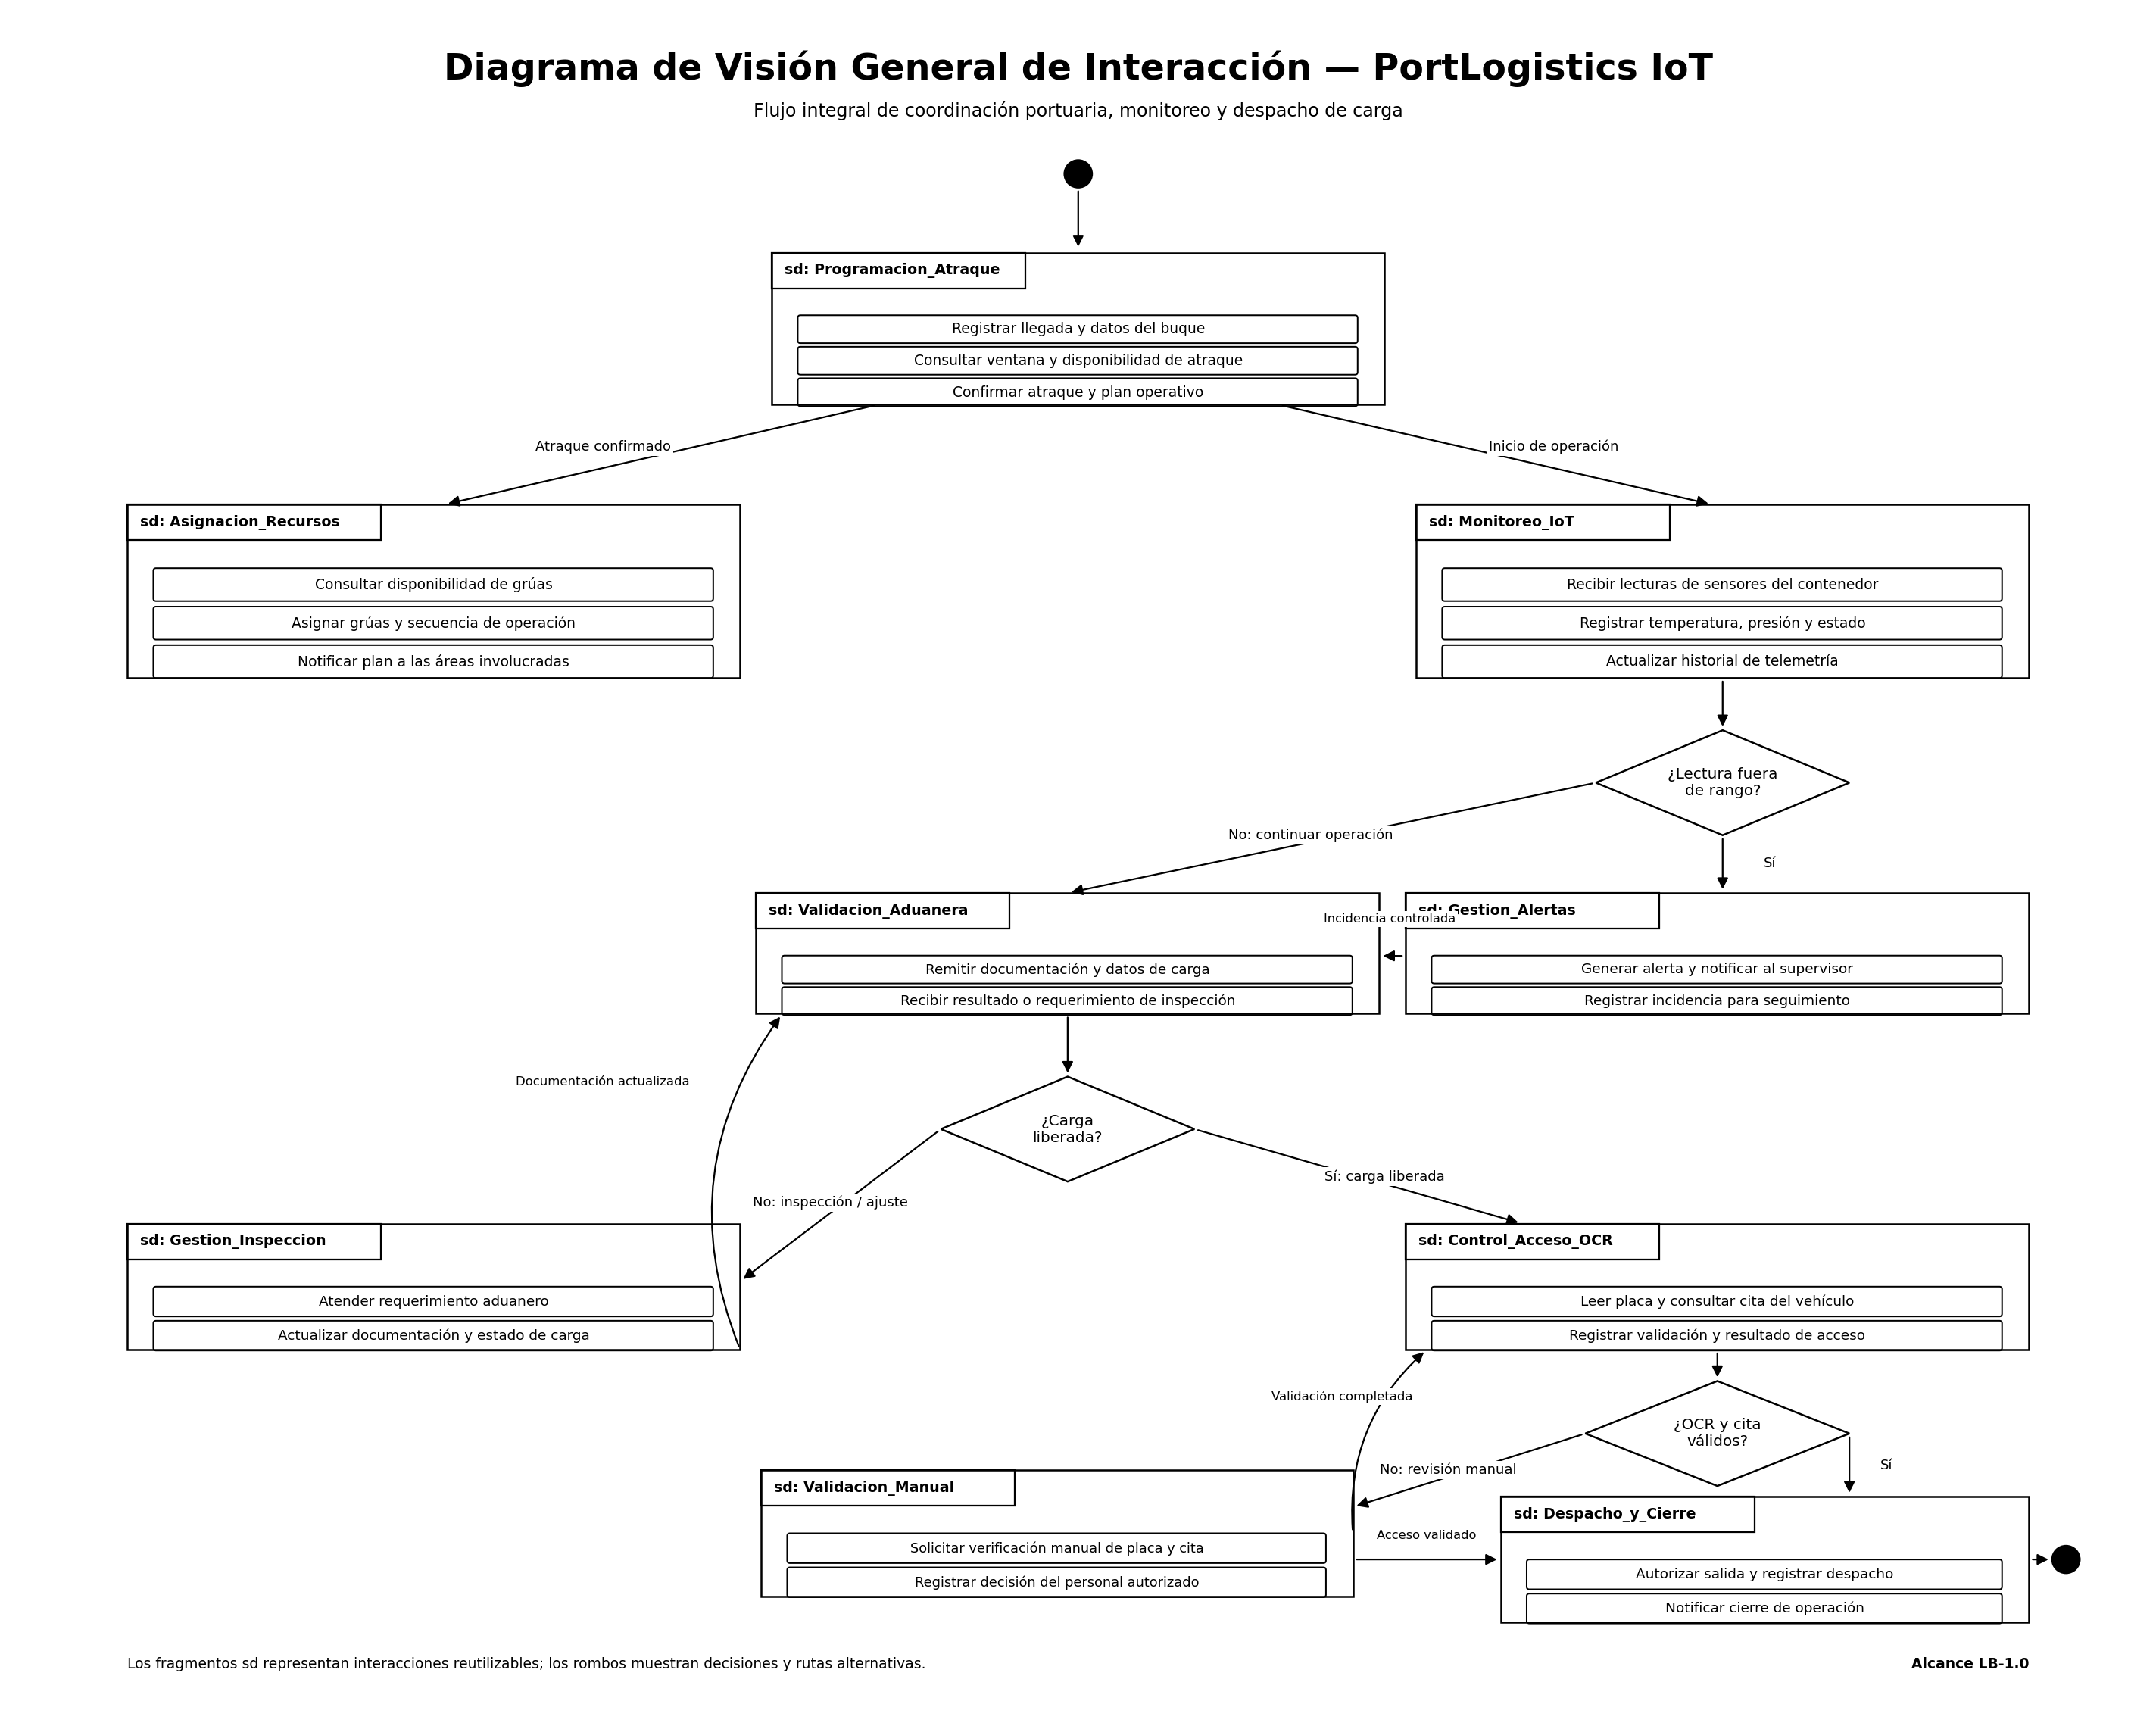 Diagrama de Visión General de Interacción — PortLogistics IoT
Flujo integral de coordinación portuaria, monitoreo y despacho de carga
sd: Programacion_Atraque
Registrar llegada y datos del buque
Consultar ventana y disponibilidad de atraque
Confirmar atraque y plan operativo
Atraque confirmado
Inicio de operación
sd: Asignacion_Recursos
Consultar disponibilidad de grúas
Asignar grúas y secuencia de operación
Notificar plan a las áreas involucradas
sd: Monitoreo_IoT
Recibir lecturas de sensores del contenedor
Registrar temperatura, presión y estado
Actualizar historial de telemetría
¿Lectura fuera
de rango?
No: continuar operación
Sí
sd: Validacion_Aduanera
Remitir documentación y datos de carga
Recibir resultado o requerimiento de inspección
Incidencia controlada
sd: Gestion_Alertas
Generar alerta y notificar al supervisor
Registrar incidencia para seguimiento
Documentación actualizada
¿Carga
liberada?
No: inspección / ajuste
Sí: carga liberada
sd: Gestion_Inspeccion
Atender requerimiento aduanero
Actualizar documentación y estado de carga
sd: Control_Acceso_OCR
Leer placa y consultar cita del vehículo
Registrar validación y resultado de acceso
Validación completada
¿OCR y cita
válidos?
No: revisión manual
Sí
sd: Validacion_Manual
Solicitar verificación manual de placa y cita
Registrar decisión del personal autorizado
Acceso validado
sd: Despacho_y_Cierre
Autorizar salida y registrar despacho
Notificar cierre de operación
Los fragmentos sd representan interacciones reutilizables; los rombos muestran decisiones y rutas alternativas.
Alcance LB-1.0